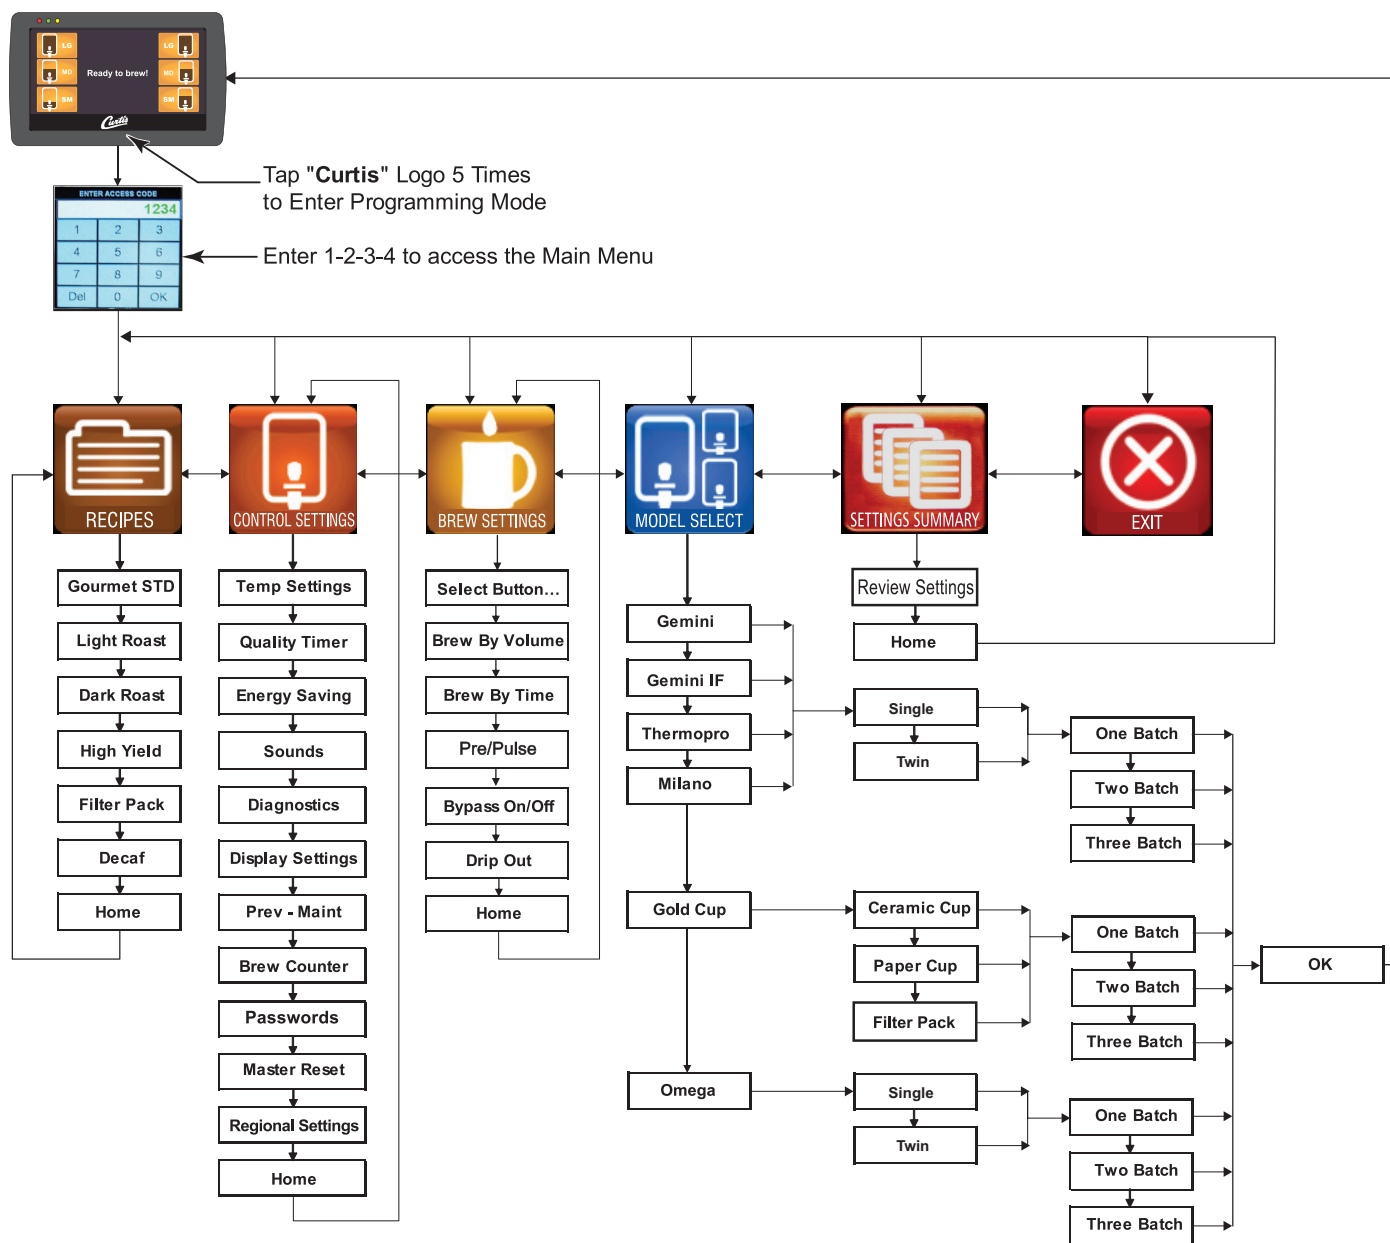 LG
LG
MD
Ready to brew!
MD
SM
SM
Curtis
Tap "Curtis" Logo 5 Times
to Enter Programming Mode
ENTER ACCESS CODE
1234
1 2 3
4 5 6
7 8 9
Del 0 OK
Enter 1-2-3-4 to access the Main Menu
RECIPES
CONTROL SETTINGS
BREW SETTINGS
MODEL SELECT
SETTINGS SUMMARY
EXIT
Gourmet STD
Light Roast
Dark Roast
High Yield
Filter Pack
Decaf
Home
Temp Settings
Quality Timer
Energy Saving
Sounds
Diagnostics
Display Settings
Prev - Maint
Brew Counter
Passwords
Master Reset
Regional Settings
Home
Select Button...
Brew By Volume
Brew By Time
Pre/Pulse
Bypass On/Off
Drip Out
Home
Gemini
Gemini IF
Thermopro
Milano
Gold Cup
Omega
Review Settings
Home
Single
Twin
Ceramic Cup
Paper Cup
Filter Pack
Single
Twin
One Batch
Two Batch
Three Batch
One Batch
Two Batch
Three Batch
One Batch
Two Batch
Three Batch
OK